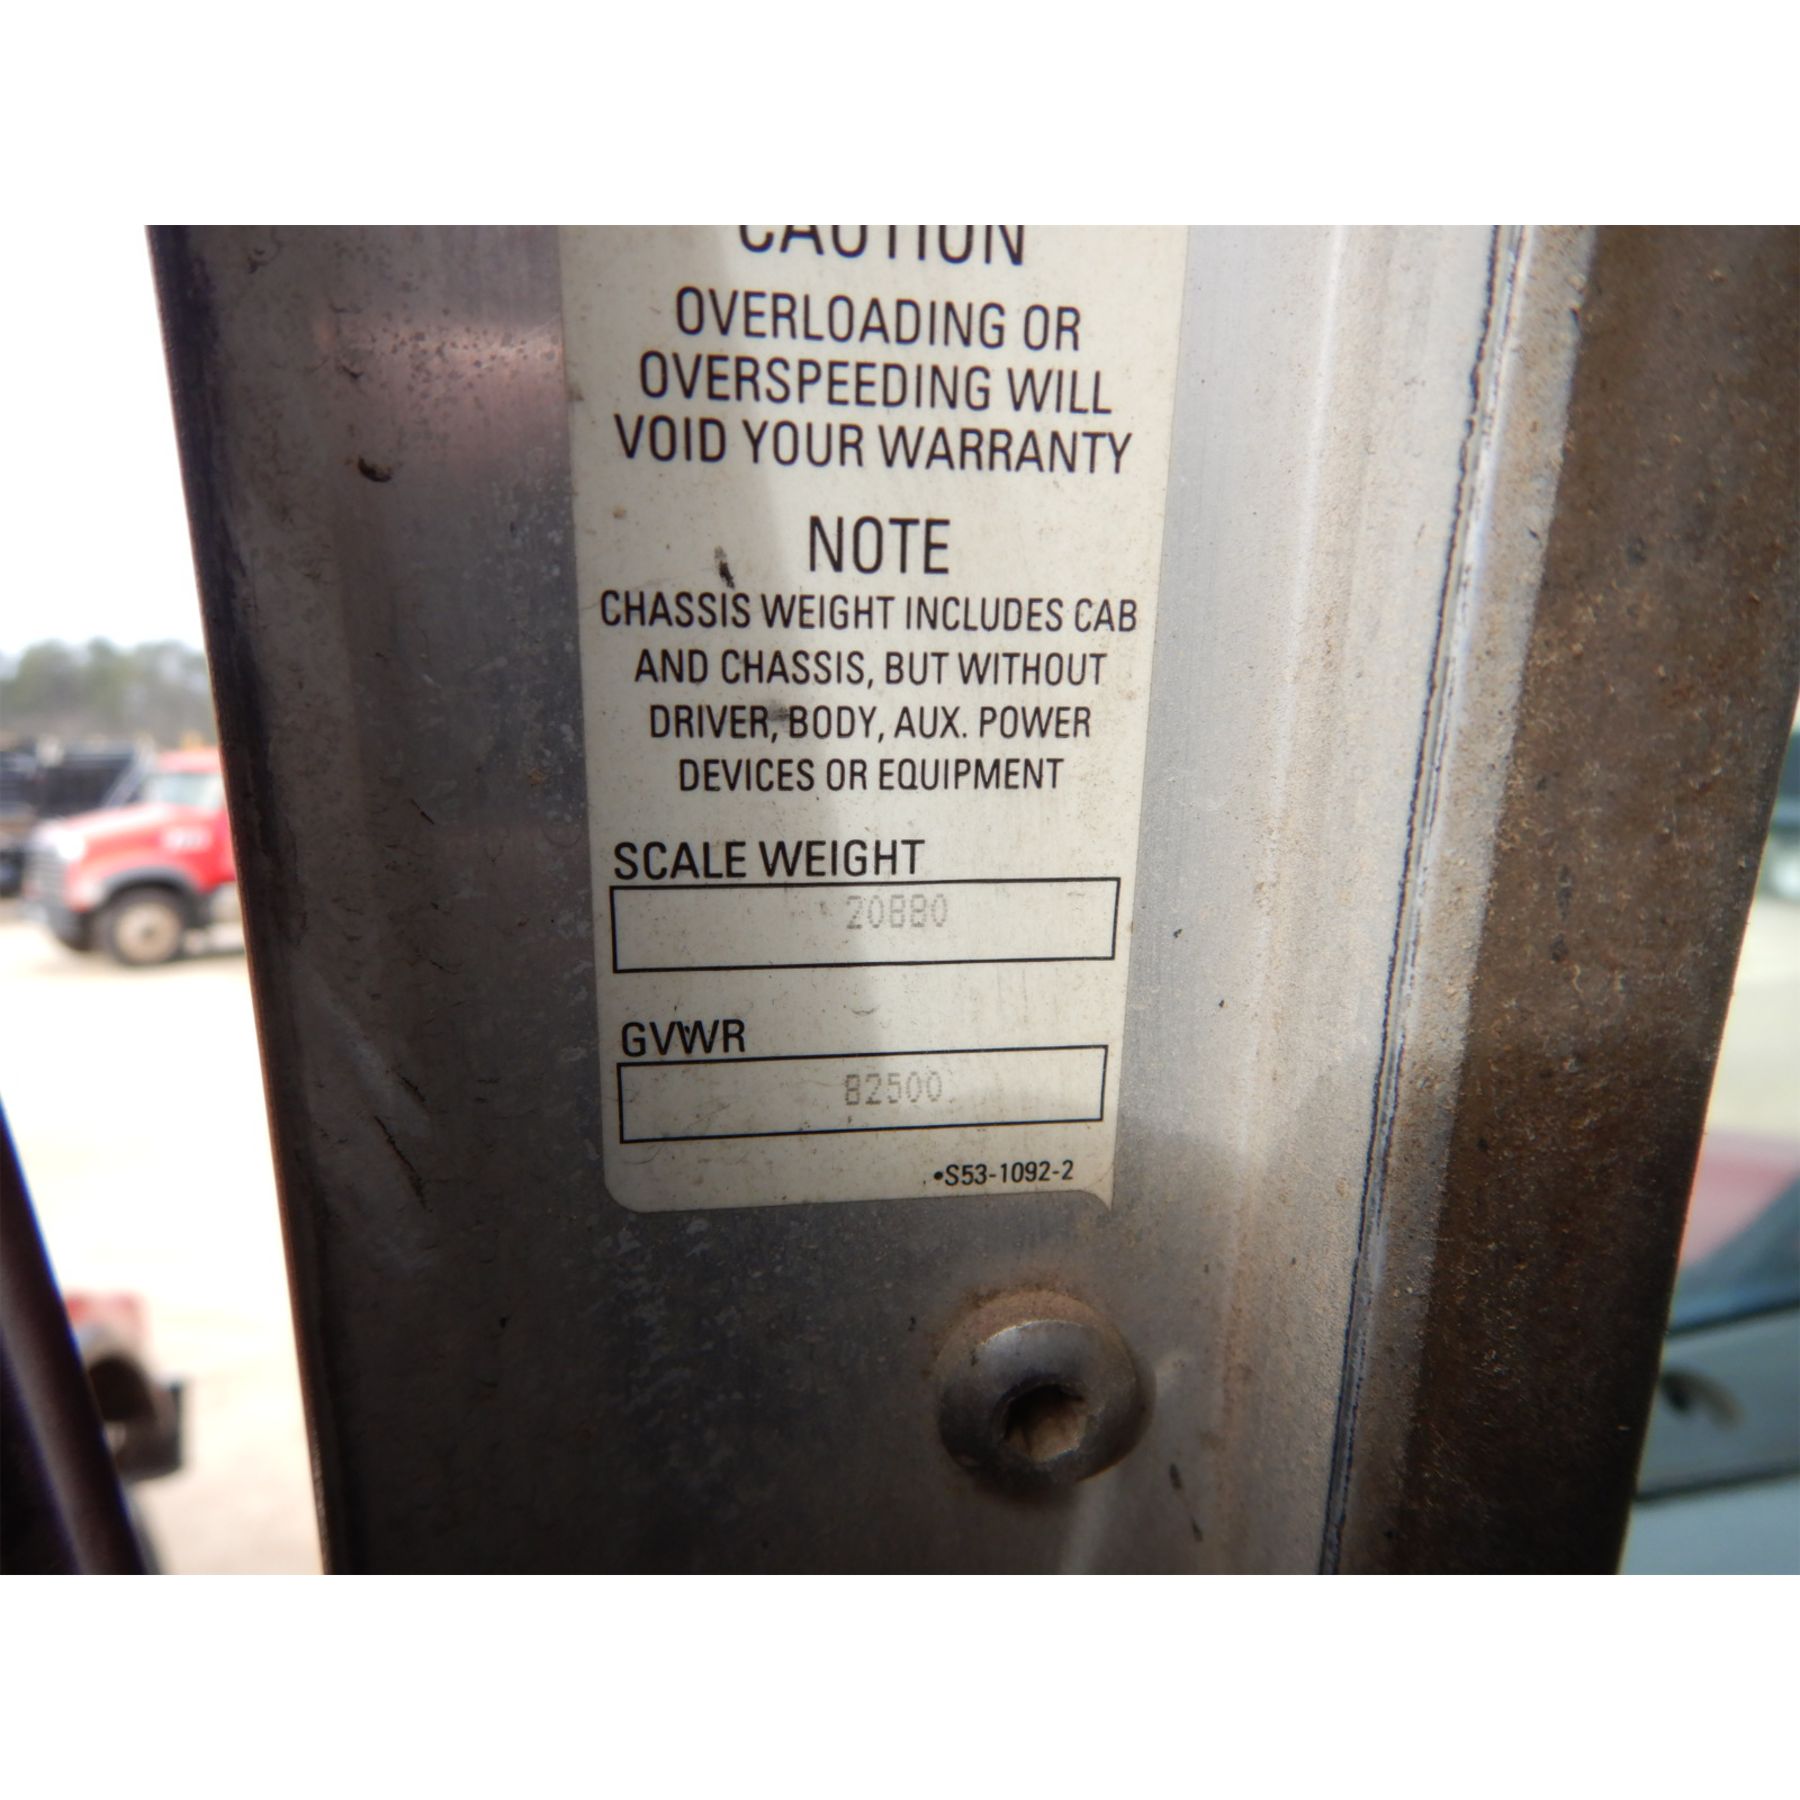 CAUTION
OVERLOADING OR
OVERSPEEDING WILL
VOID YOUR WARRANTY
NOTE
CHASSIS WEIGHT INCLUDES CAB
AND CHASSIS, BUT WITHOUT
DRIVER, BODY, AUX. POWER
DEVICES OR EQUIPMENT
SCALE WEIGHT
20880
GVWR
82500
•S53-1092-2